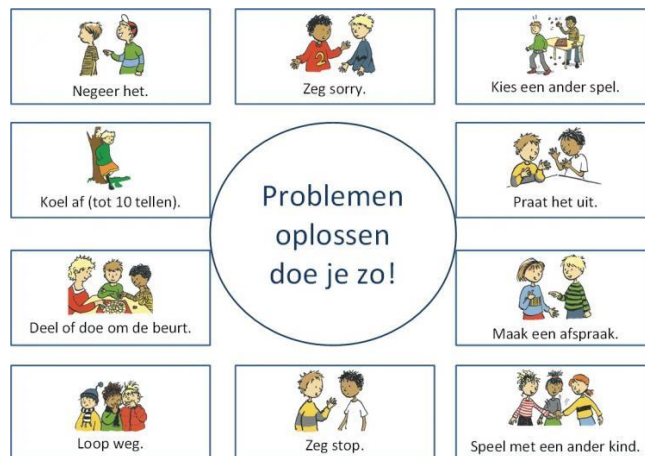 Negeer het.
Zeg sorry.
Kies een ander spel.
Koel af (tot 10 tellen).
Problemen
oplossen
doe je zo!
Praat het uit.
Deel of doe om de beurt.
Maak een afspraak.
Loop weg.
Zeg stop.
Speel met een ander kind.
2